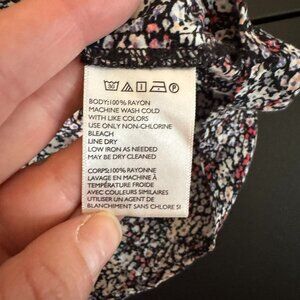 BODY:100% RAYON
MACHINE WASH COLD
WITH LIKE COLORS
USE ONLY NON-CHLORINE
BLEACH
LINE DRY
LOW IRON AS NEEDED
MAY BE DRY CLEANED
CORPS:100% RAYONNE
LAVAGE EN MACHINE À
TEMPÉRATURE FROIDE
AVEC COULEURS SIMILAIRES
UTILISER UN AGENT DE
BLANCHIMENT SANS CHLORE SI